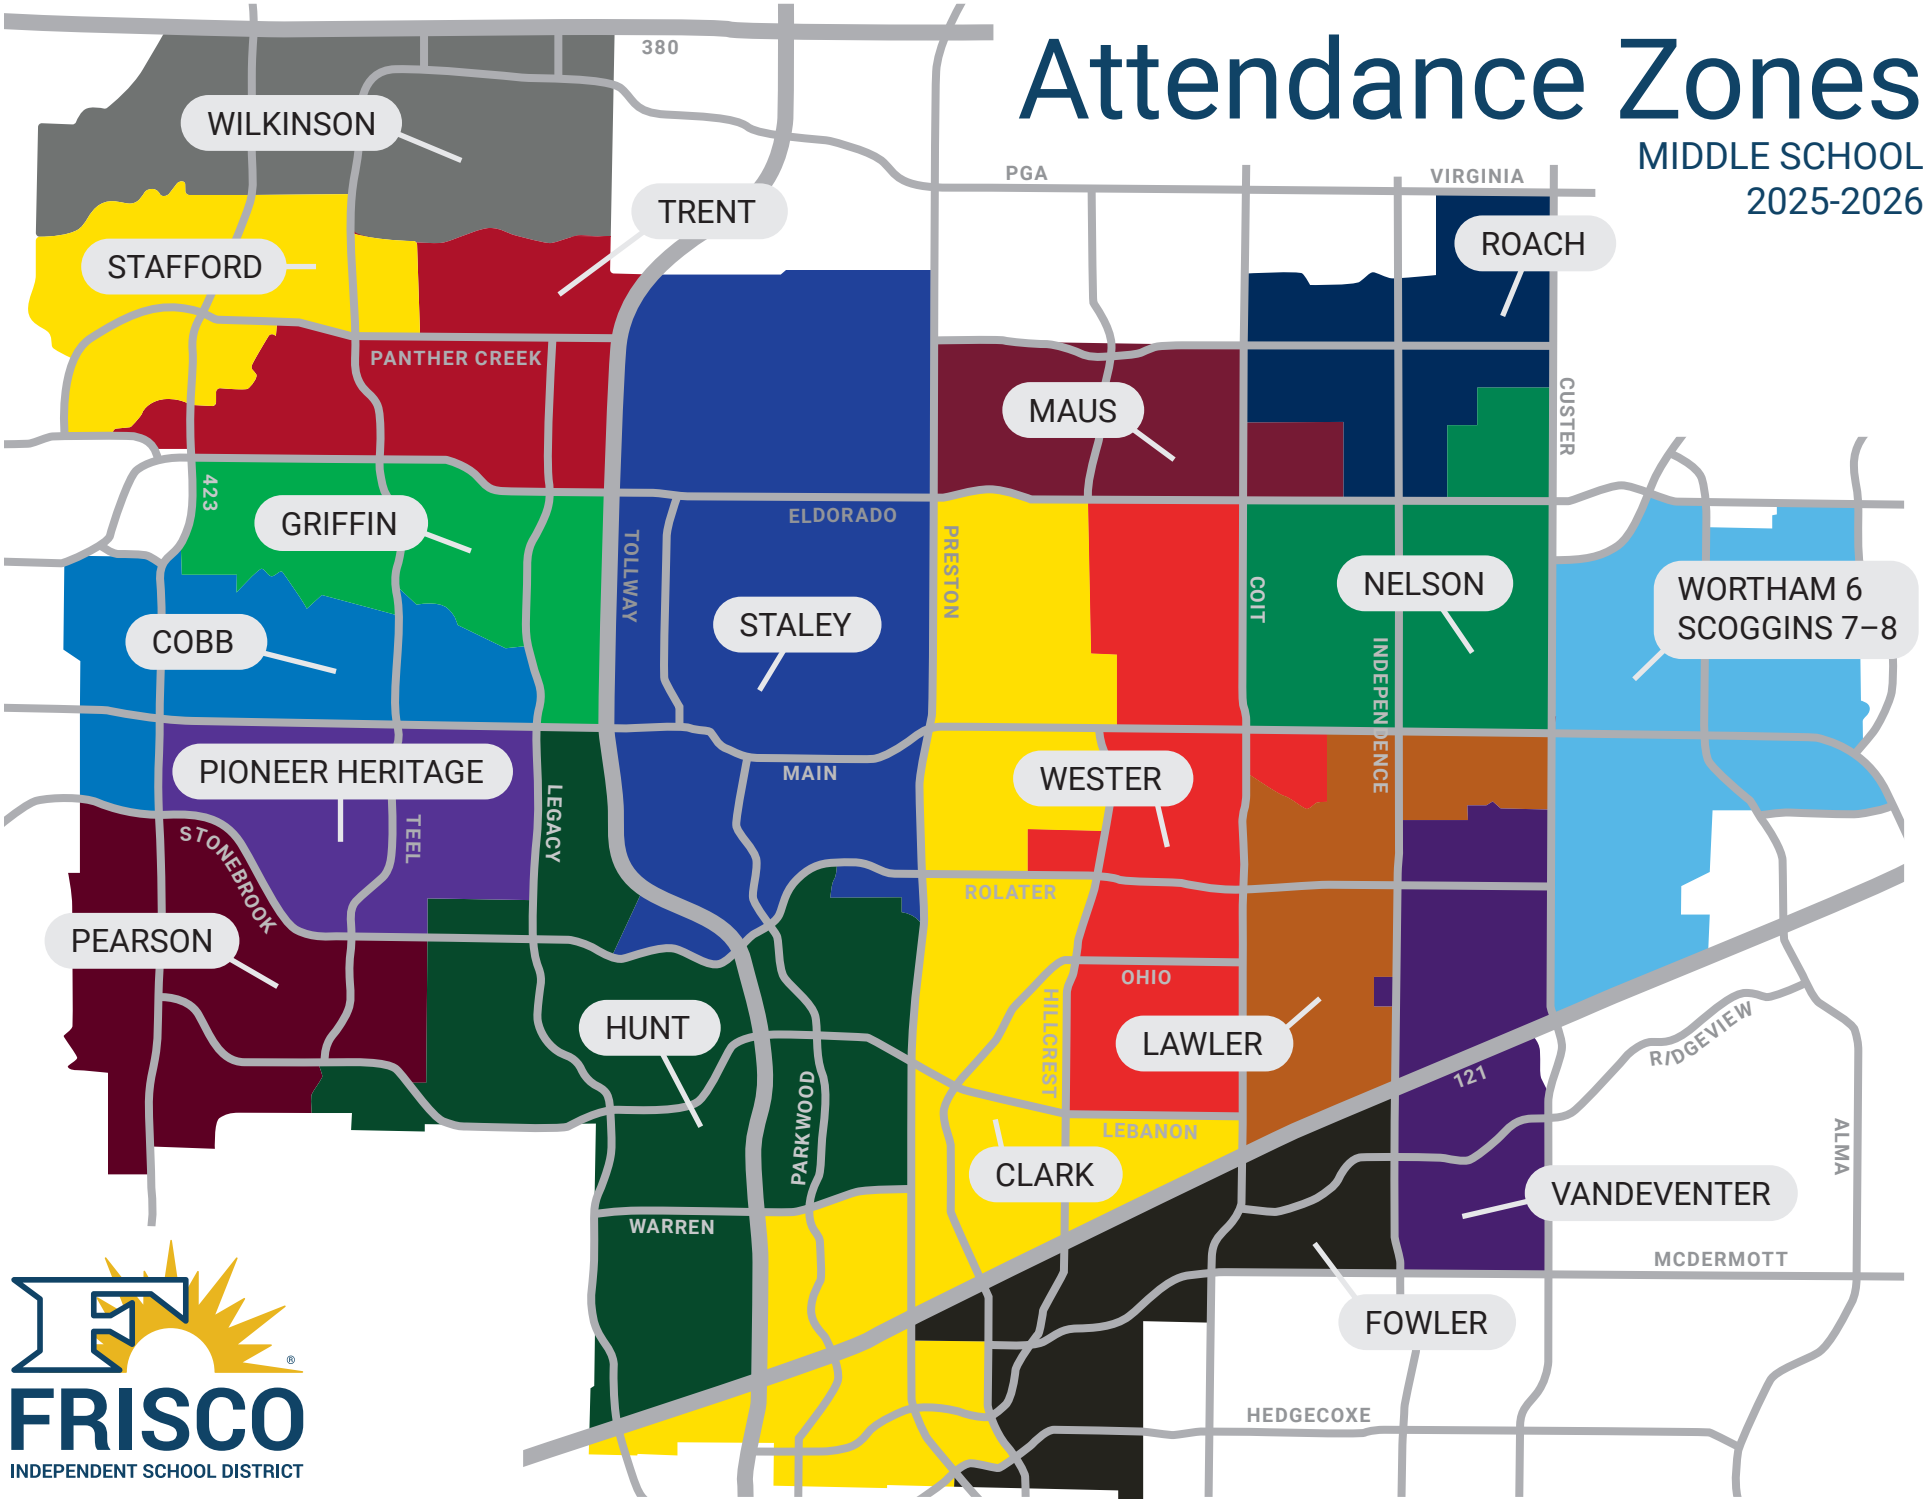 Attendance Zones
MIDDLE SCHOOL
2025-2026
380
WILKINSON
PGA
VIRGINIA
TRENT
ROACH
STAFFORD
PANTHER CREEK
MAUS
CUSTER
423
GRIFFIN
ELDORADO
TOLLWAY
PRESTON
COIT
NELSON
WORTHAM 6
SCOGGINS 7–8
STALEY
COBB
INDEPENDENCE
PIONEER HERITAGE
MAIN
WESTER
LEGACY
TEEL
STONEBROOK
ROLATER
PEARSON
OHIO
HILLCREST
HUNT
LAWLER
RIDGEVIEW
121
PARKWOOD
LEBANON
ALMA
CLARK
VANDEVENTER
WARREN
MCDERMOTT
FOWLER
HEDGECOXE
F
®
FRISCO
INDEPENDENT SCHOOL DISTRICT